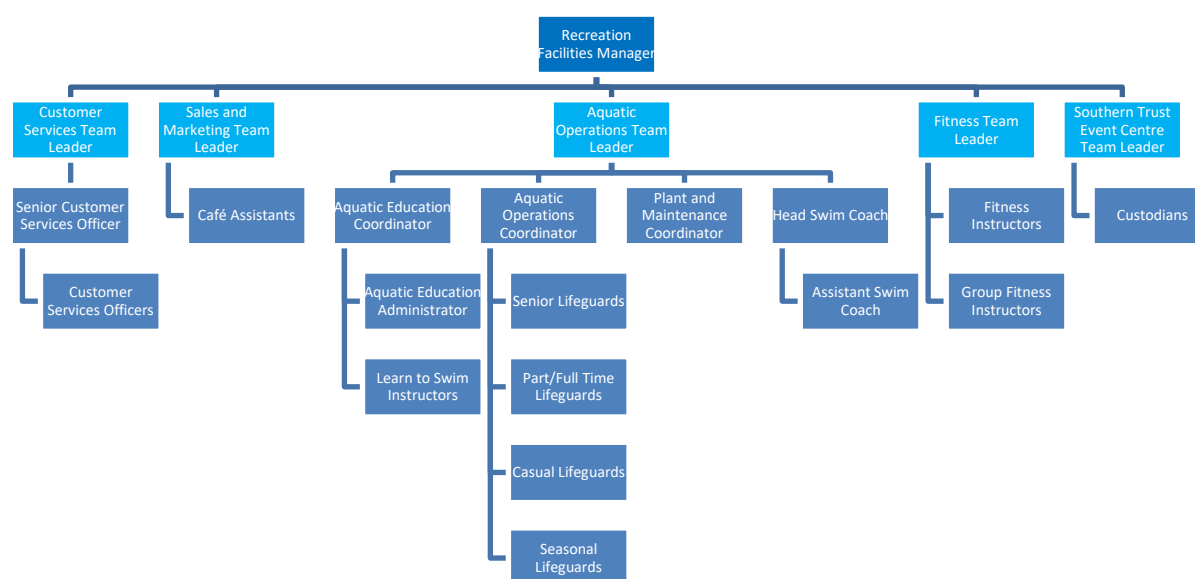 Recreation
Facilities Manager
Customer
Services Team
Leader
Sales and
Marketing Team
Leader
Aquatic
Operations Team
Leader
Fitness Team
Leader
Southern Trust
Event Centre
Team Leader
Senior Customer
Services Officer
Café Assistants
Aquatic Education
Coordinator
Aquatic
Operations
Coordinator
Plant and
Maintenance
Coordinator
Head Swim Coach
Fitness
Instructors
Custodians
Customer
Services Officers
Aquatic Education
Administrator
Senior Lifeguards
Assistant Swim
Coach
Group Fitness
Instructors
Learn to Swim
Instructors
Part/Full Time
Lifeguards
Casual Lifeguards
Seasonal
Lifeguards